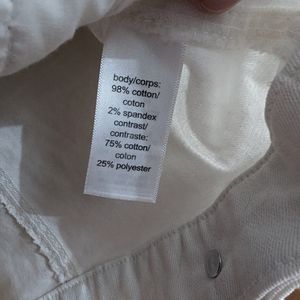 body/corps:
98% cotton/
coton
2% spandex
contrast/
contraste:
75% cotton/
coton
25% polyester